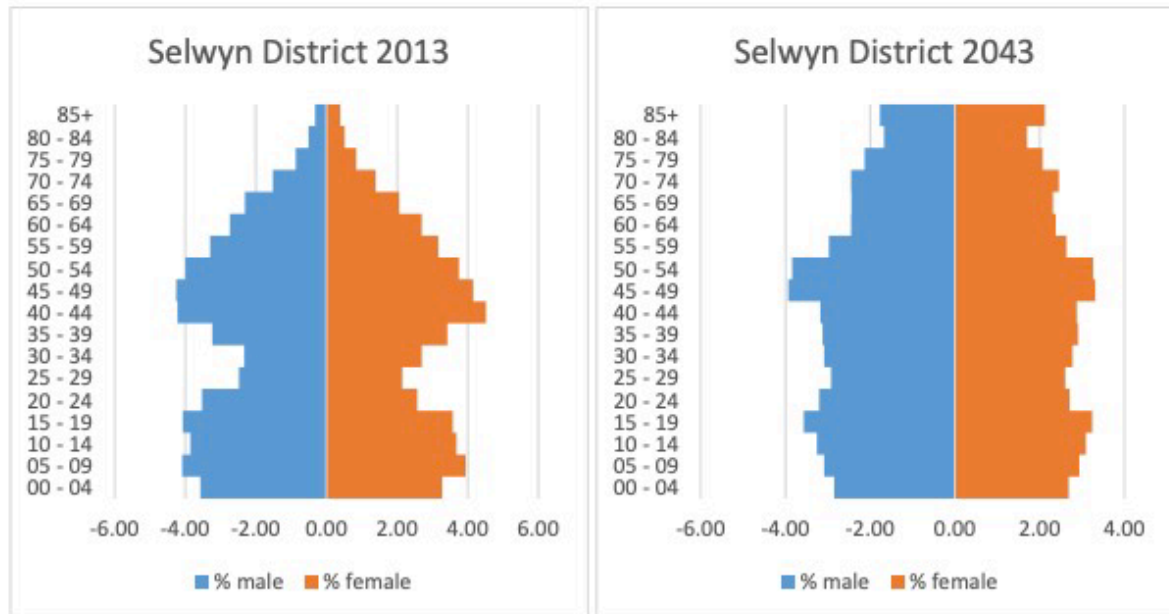 Selwyn District 2013
85+
80 - 84
75 - 79
70 - 74
65 - 69
60 - 64
55 - 59
50 - 54
45 - 49
40 - 44
35 - 39
30 - 34
25 - 29
20 - 24
15 - 19
10 - 14
05 - 09
00 - 04
-6.00 -4.00 -2.00 0.00 2.00 4.00 6.00
% male % female
Selwyn District 2043
85+
80 - 84
75 - 79
70 - 74
65 - 69
60 - 64
55 - 59
50 - 54
45 - 49
40 - 44
35 - 39
30 - 34
25 - 29
20 - 24
15 - 19
10 - 14
05 - 09
00 - 04
-6.00 -4.00 -2.00 0.00 2.00 4.00
% male % female